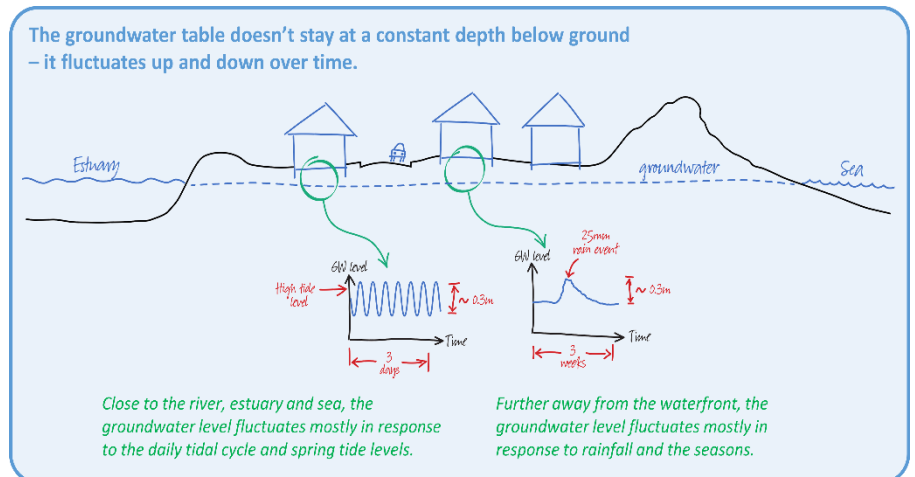 The groundwater table doesn't stay at a constant depth below ground
– it fluctuates up and down over time.
Estuary
groundwater
Sea
GW level
High tide
level
~ 0.3m
Time
3
days
GW level
25mm
rain event
~ 0.3m
Time
3
weeks
Close to the river, estuary and sea, the
groundwater level fluctuates mostly in response
to the daily tidal cycle and spring tide levels.
Further away from the waterfront, the
groundwater level fluctuates mostly in
response to rainfall and the seasons.